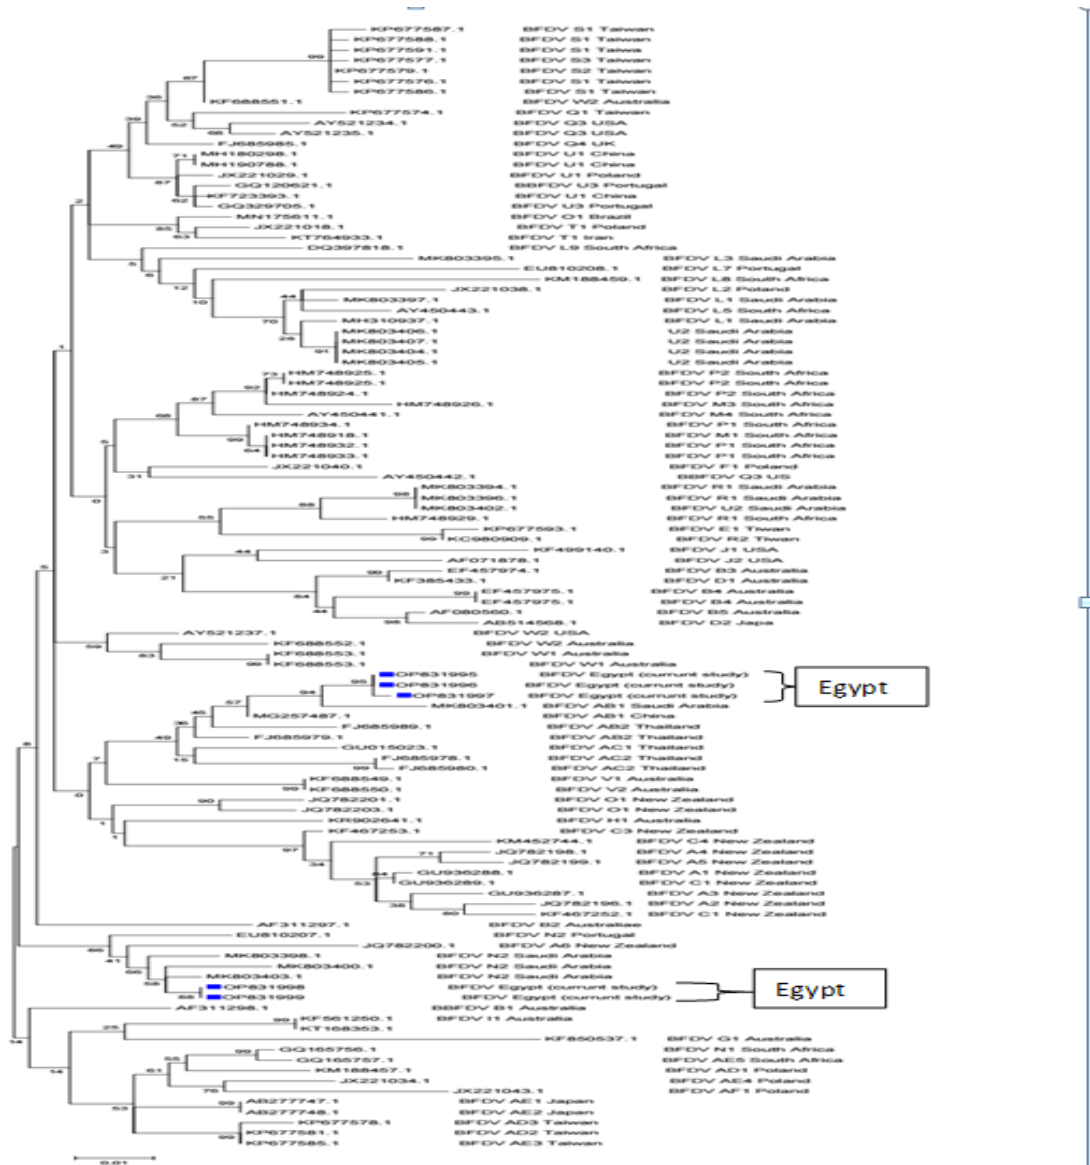 KP677587.1 BFDV S1 Taiwan
KP677588.1 BFDV S1 Taiwan
KP677591.1 BFDV S1 Taiwa
KP677577.1 BFDV S3 Taiwan
KP677579.1 BFDV S2 Taiwan
KP677576.1 BFDV S1 Taiwan
KP677586.1 BFDV S1 Taiwan
KF688551.1 BFDV W2 Australia
KP677574.1 BFDV Q1 Taiwan
AY521234.1 BFDV Q3 USA
AY521235.1 BFDV Q3 USA
FJ685985.1 BFDV Q4 UK
MH180298.1 BFDV U1 China
MH190788.1 BFDV U1 China
JX221029.1 BFDV U1 Poland
GQ120621.1 BBFDV U3 Portugal
KF723393.1 BFDV U1 China
GQ329705.1 BFDV U3 Portugal
MN175611.1 BFDV O1 Brazil
JX221018.1 BFDV T1 Poland
KT764933.1 BFDV T1 Iran
DQ397818.1 BFDV L9 South Africa
MK803395.1 BFDV L3 Saudi Arabia
EU810208.1 BFDV L7 Portugal
KM188459.1 BFDV L8 South Africa
JX221038.1 BFDV L2 Poland
MK803397.1 BFDV L1 Saudi Arabia
AY450443.1 BFDV L5 South Africa
MH310937.1 BFDV L1 Saudi Arabia
MK803406.1 U2 Saudi Arabia
MK803407.1 U2 Saudi Arabia
MK803404.1 U2 Saudi Arabia
MK803405.1 U2 Saudi Arabia
HM748925.1 BFDV P2 South Africa
HM748925.1 BFDV P2 South Africa
HM748924.1 BFDV P2 South Africa
HM748926.1 BFDV M3 South Africa
AY450441.1 BFDV M4 South Africa
HM748934.1 BFDV P1 South Africa
HM748918.1 BFDV M1 South Africa
HM748932.1 BFDV P1 South Africa
HM748933.1 BFDV P1 South Africa
JX221040.1 BFDV F1 Poland
AY450442.1 BBFDV Q3 US
MK803394.1 BFDV R1 Saudi Arabia
MK803396.1 BFDV R1 Saudi Arabia
MK803402.1 BFDV U2 Saudi Arabia
HM748929.1 BFDV R1 South Africa
KP677593.1 BFDV E1 Tiwan
KC980909.1 BFDV R2 Tiwan
KF499140.1 BFDV J1 USA
AF071878.1 BFDV J2 USA
EF457974.1 BFDV B3 Australia
KF385433.1 BFDV D1 Australia
EF457975.1 BFDV B4 Australia
EF457975.1 BFDV B4 Australia
AF080560.1 BFDV B5 Australia
AB514568.1 BFDV D2 Japa
AY521237.1 BFDV W2 USA
KF688552.1 BFDV W2 Australia
KF688553.1 BFDV W1 Australia
KF688553.1 BFDV W1 Australia
OP831995 BFDV Egypt (currunt study)
OP831996 BFDV Egypt (currunt study)
Egypt
OP831997 BFDV Egypt (currunt study)
MK803401.1 BFDV AB1 Saudi Arabia
MG257487.1 BFDV AB1 China
FJ685989.1 BFDV AB2 Thailand
FJ685979.1 BFDV AB2 Thailand
GU015023.1 BFDV AC1 Thailand
FJ685978.1 BFDV AC2 Thailand
FJ685980.1 BFDV AC2 Thailand
KF688549.1 BFDV V1 Australia
KF688550.1 BFDV V2 Australia
JQ782201.1 BFDV O1 New Zealand
JQ782203.1 BFDV O1 New Zealand
KR902641.1 BFDV H1 Australia
KF467253.1 BFDV C3 New Zealand
KM452744.1 BFDV C4 New Zealand
JQ782198.1 BFDV A4 New Zealand
JQ782199.1 BFDV A5 New Zealand
GU936288.1 BFDV A1 New Zealand
GU936289.1 BFDV C1 New Zealand
GU936287.1 BFDV A3 New Zealand
JQ782196.1 BFDV A2 New Zealand
KF467252.1 BFDV C1 New Zealand
AF311297.1 BFDV B2 Australiae
EU810207.1 BFDV N2 Portugal
JQ782200.1 BFDV A6 New Zealand
MK803398.1 BFDV N2 Saudi Arabia
MK803400.1 BFDV N2 Saudi Arabia
MK803403.1 BFDV N2 Saudi Arabia
OP831998 BFDV Egypt (currunt study)
Egypt
OP831999 BFDV Egypt (currunt study)
AF311298.1 BBFDV B1 Australia
KF561250.1 BFDV I1 Australia
KT168353.1
KF850537.1 BFDV G1 Australia
GQ165756.1 BFDV N1 South Africa
GQ165757.1 BFDV AE5 South Africa
KM188457.1 BFDV AD1 Poland
JX221034.1 BFDV AE4 Poland
JX221043.1 BFDV AF1 Poland
AB277747.1 BFDV AE1 Japan
AB277748.1 BFDV AE2 Japan
KP677578.1 BFDV AD3 Taiwan
KP677581.1 BFDV AD2 Taiwan
KP677585.1 BFDV AE3 Taiwan
0.01